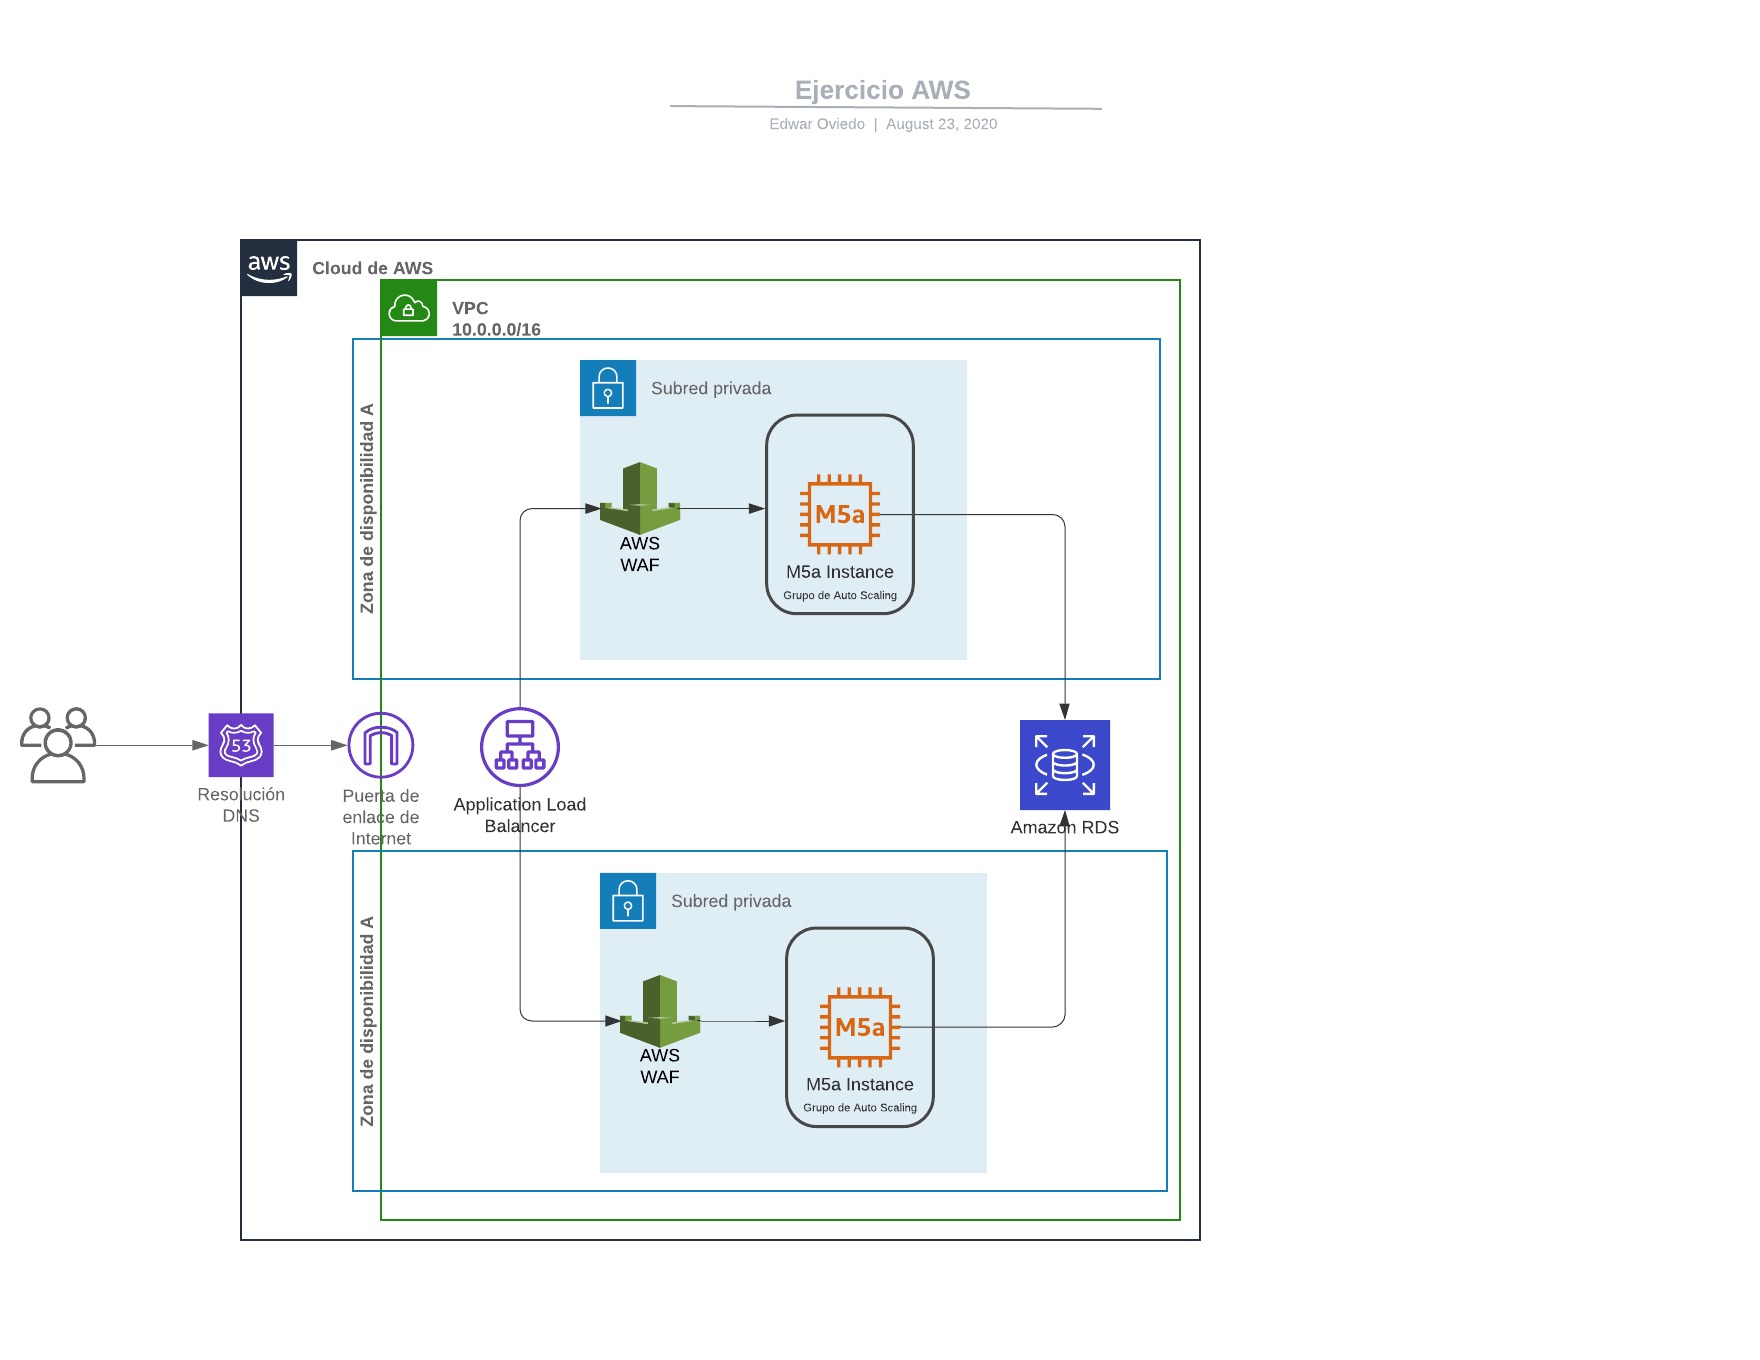 Ejercicio AWS
Edwar Oviedo | August 23, 2020
aws
Cloud de AWS
VPC
10.0.0.0/16
Zona de disponibilidad A
Subred privada
AWS
WAF
M5a
M5a Instance
Grupo de Auto Scaling
53
Resolución
DNS
Puerta de
enlace de
Internet
Application Load
Balancer
Amazon RDS
Zona de disponibilidad A
Subred privada
AWS
WAF
M5a
M5a Instance
Grupo de Auto Scaling